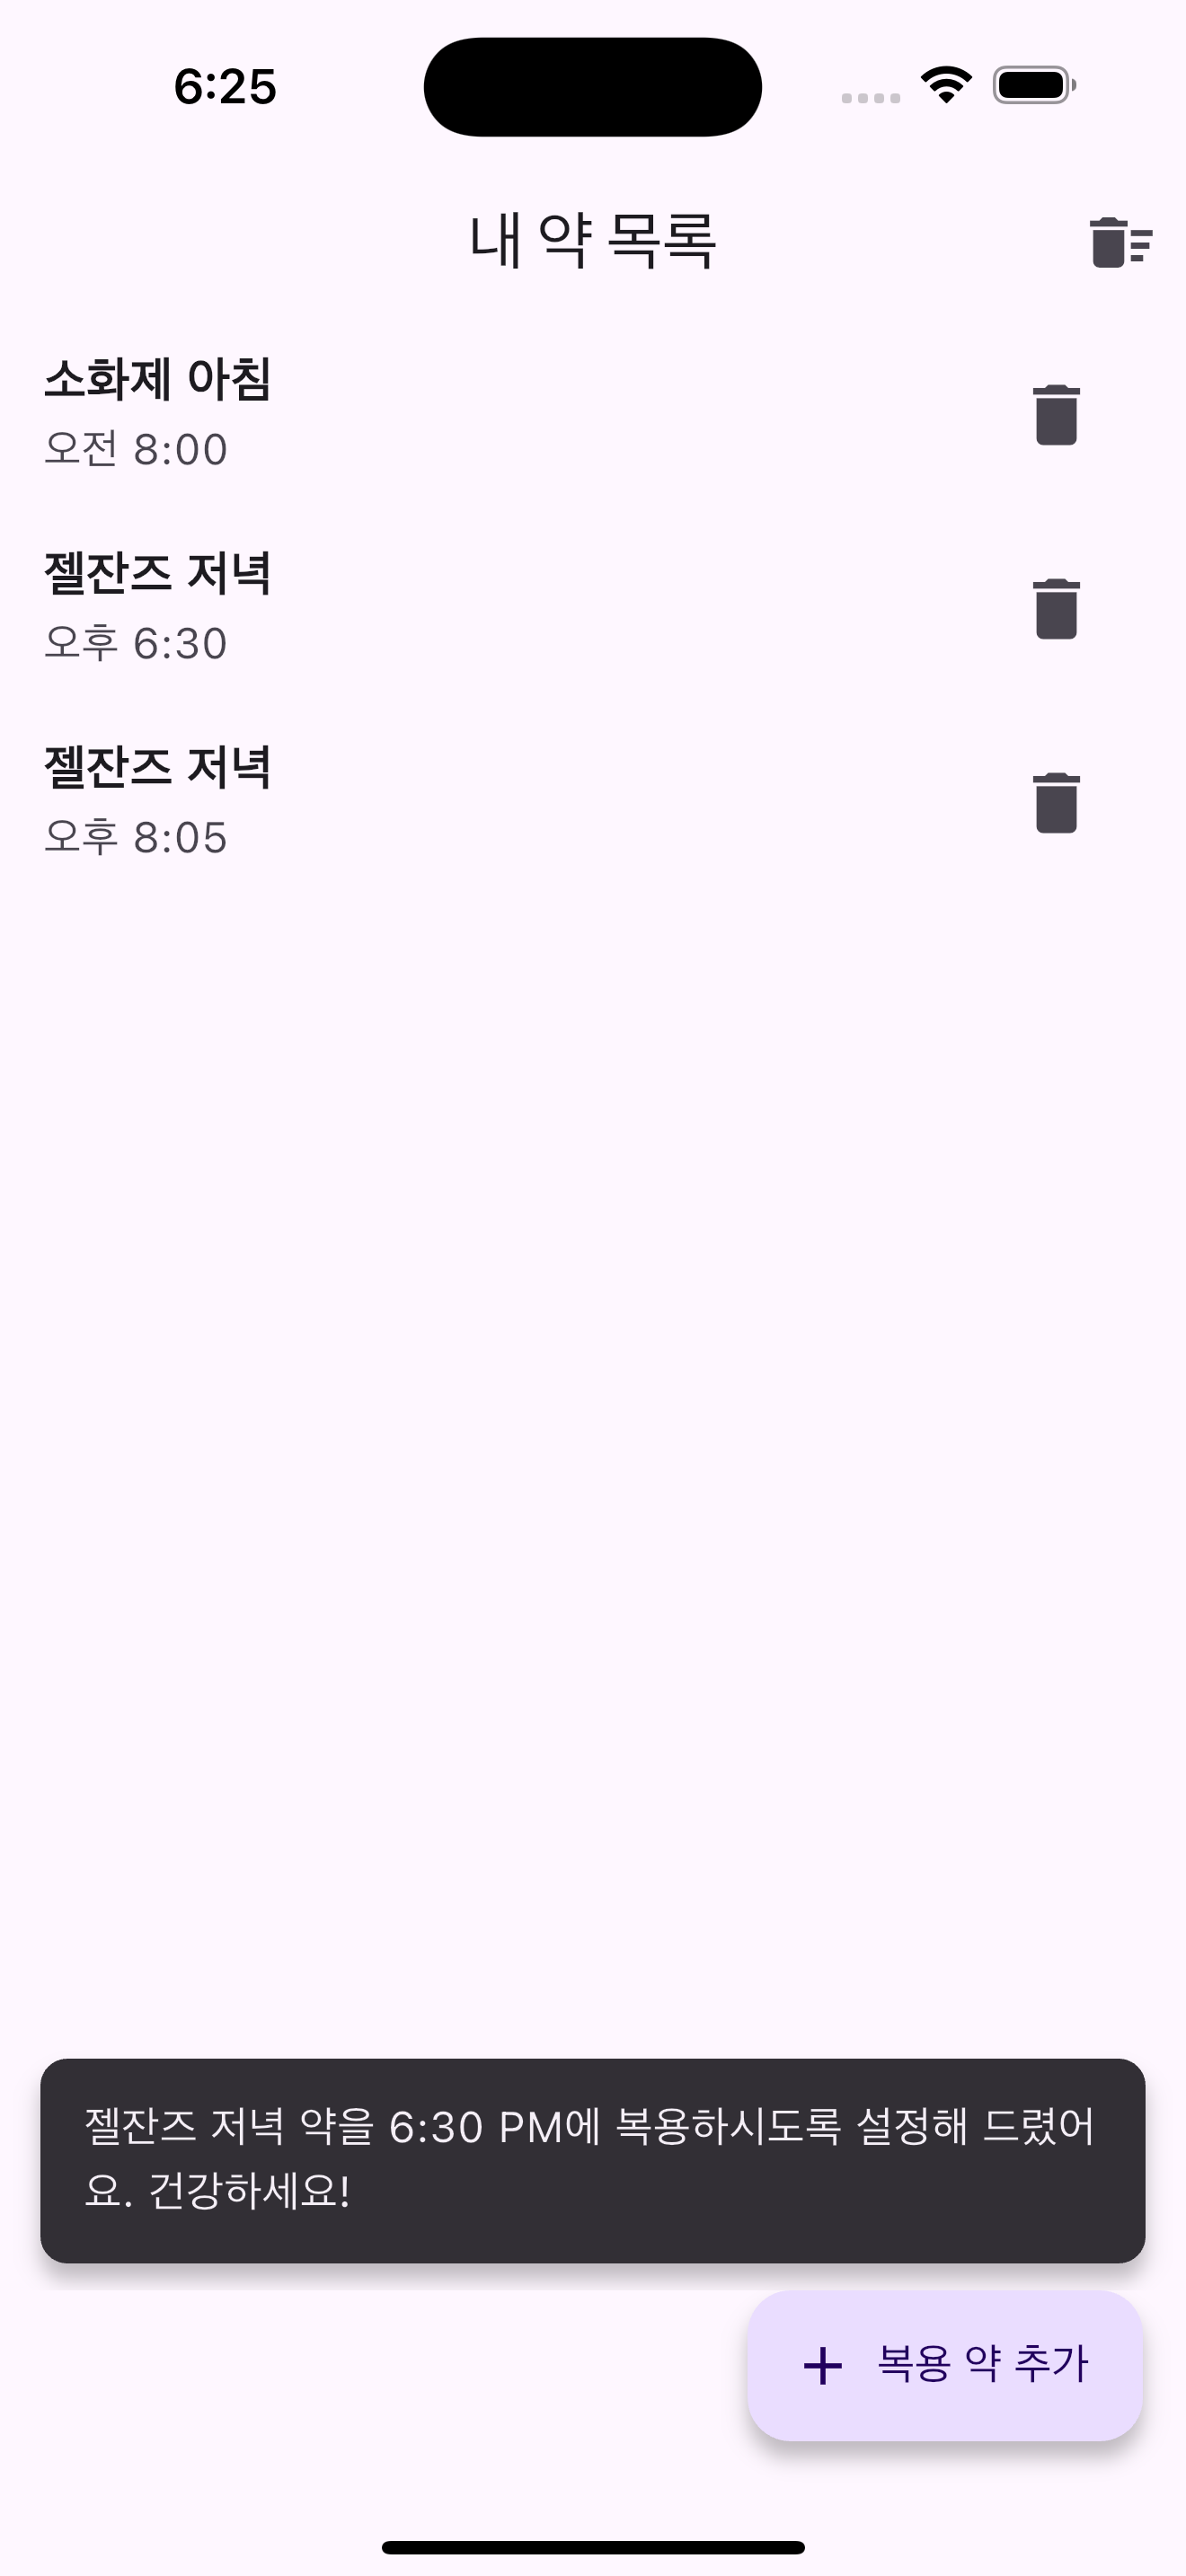 6:25
내 약 목록
소화제 아침
오전 8:00
젤잔즈 저녁
오후 6:30
젤잔즈 저녁
오후 8:05
젤잔즈 저녁 약을 6:30 PM에 복용하시도록 설정해 드렸어
요. 건강하세요!
복용 약 추가